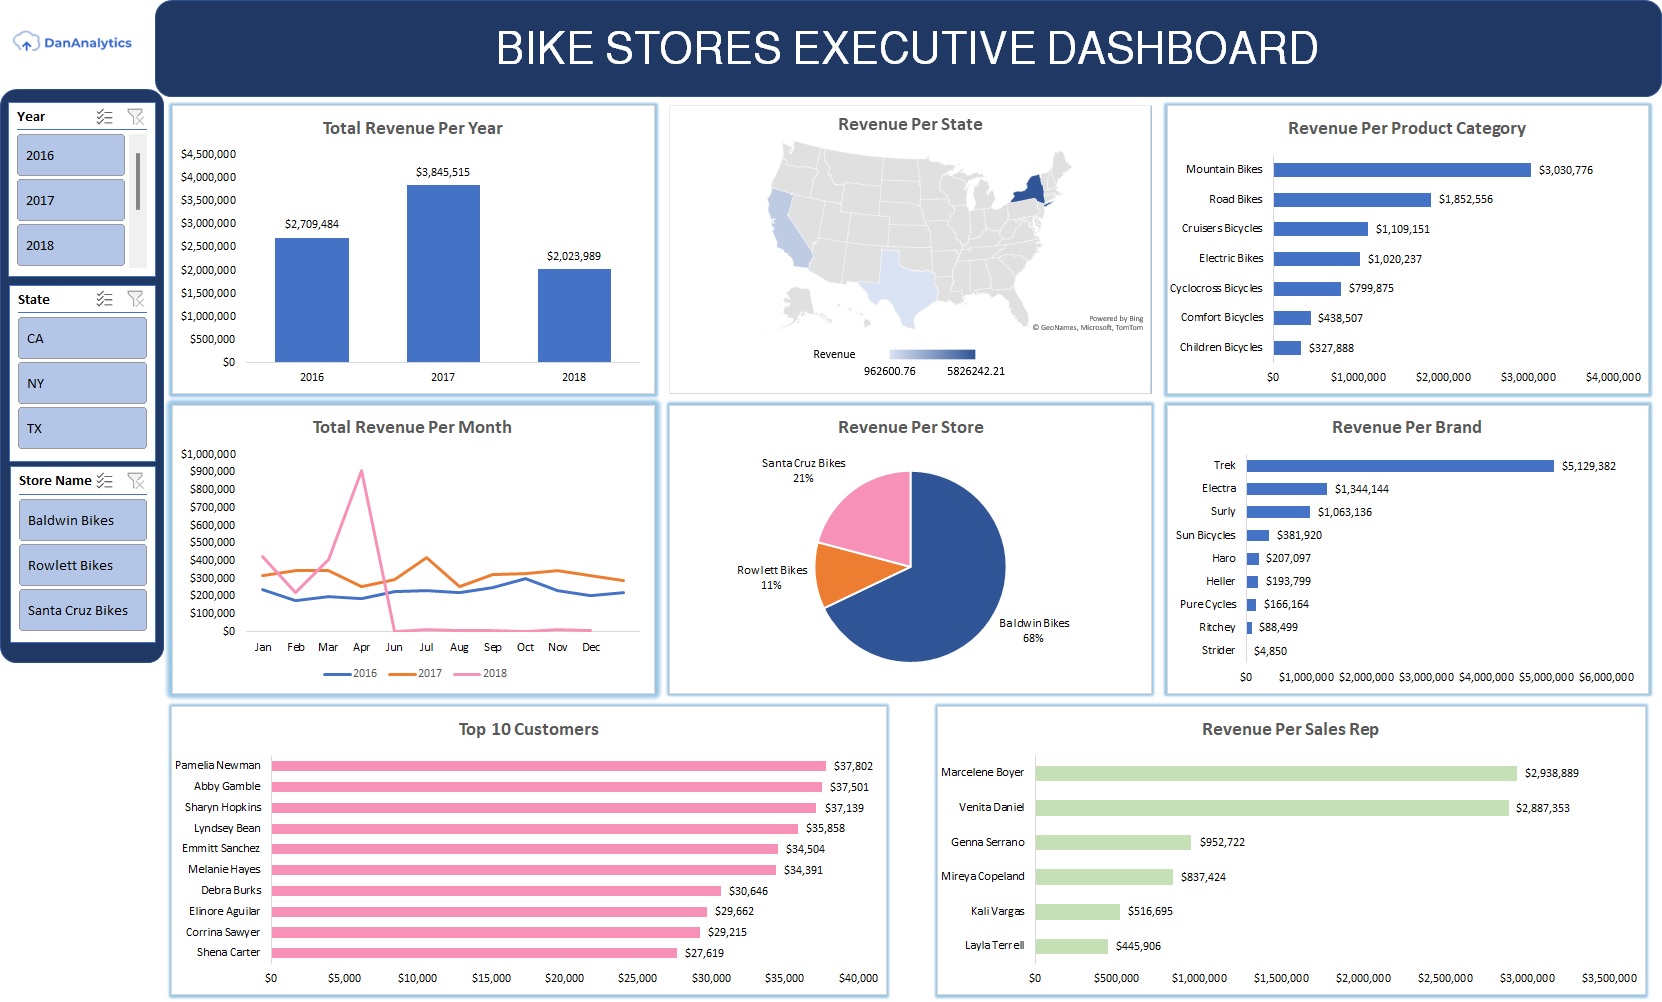 DanAnalytics
BIKE STORES EXECUTIVE DASHBOARD
Year
2016
2017
2018
State
CA
NY
TX
Store Name
Baldwin Bikes
Rowlett Bikes
Santa Cruz Bikes
Total Revenue Per Year
$4,500,000
$4,000,000
$3,500,000
$3,000,000
$2,500,000
$2,000,000
$1,500,000
$1,000,000
$500,000
$0
$2,709,484
$3,845,515
$2,023,989
2016 2017 2018
Revenue Per State
Powered by Bing
© GeoNames, Microsoft, TomTom
Revenue
962600.76 5826242.21
Revenue Per Product Category
Mountain Bikes $3,030,776
Road Bikes $1,852,556
Cruisers Bicycles $1,109,151
Electric Bikes $1,020,237
Cyclocross Bicycles $799,875
Comfort Bicycles $438,507
Children Bicycles $327,888
$0 $1,000,000 $2,000,000 $3,000,000 $4,000,000
Total Revenue Per Month
$1,000,000
$900,000
$800,000
$700,000
$600,000
$500,000
$400,000
$300,000
$200,000
$100,000
$0
Jan Feb Mar Apr Jun Jul Aug Sep Oct Nov Dec
2016 2017 2018
Revenue Per Store
Santa Cruz Bikes
21%
Rowlett Bikes
11%
Baldwin Bikes
68%
Revenue Per Brand
Trek $5,129,382
Electra $1,344,144
Surly $1,063,136
Sun Bicycles $381,920
Haro $207,097
Heller $193,799
Pure Cycles $166,164
Ritchey $88,499
Strider $4,850
$0 $1,000,000 $2,000,000 $3,000,000 $4,000,000 $5,000,000 $6,000,000
Top 10 Customers
Pamelia Newman $37,802
Abby Gamble $37,501
Sharyn Hopkins $37,139
Lyndsey Bean $35,858
Emmitt Sanchez $34,504
Melanie Hayes $34,391
Debra Burks $30,646
Elinore Aguilar $29,662
Corrina Sawyer $29,215
Shena Carter $27,619
$0 $5,000 $10,000 $15,000 $20,000 $25,000 $30,000 $35,000 $40,000
Revenue Per Sales Rep
Marcelene Boyer $2,938,889
Venita Daniel $2,887,353
Genna Serrano $952,722
Mireya Copeland $837,424
Kali Vargas $516,695
Layla Terrell $445,906
$0 $500,000 $1,000,000 $1,500,000 $2,000,000 $2,500,000 $3,000,000 $3,500,000